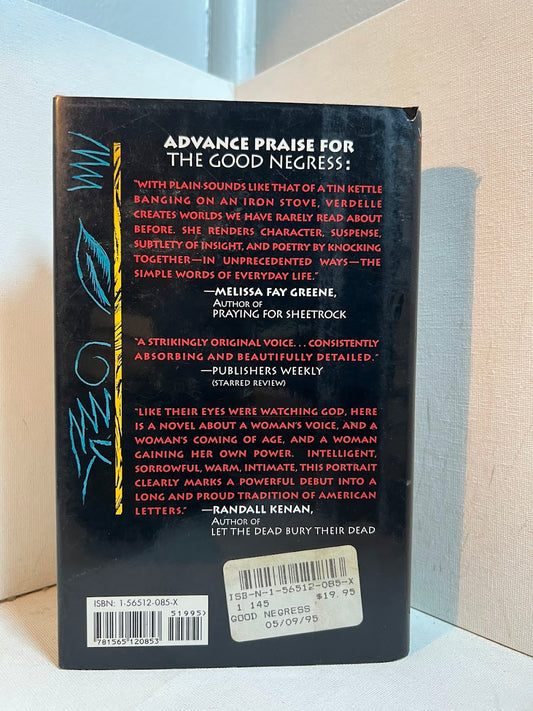 ADVANCE PRAISE FOR
THE GOOD NEGRESS:
"WITH PLAIN-SOUNDS LIKE THAT OF A TIN KETTLE
BANGING ON AN IRON STOVE, VERDELLE
CREATES WORLDS WE HAVE RARELY READ ABOUT
BEFORE. SHE RENDERS CHARACTER, SUSPENSE,
SUBTLETY OF INSIGHT, AND POETRY BY KNOCKING
TOGETHER—IN UNPRECEDENTED WAYS—THE
SIMPLE WORDS OF EVERYDAY LIFE."
—MELISSA FAY GREENE,
AUTHOR OF
PRAYING FOR SHEETROCK
"A STRIKINGLY ORIGINAL VOICE. . . CONSISTENTLY
ABSORBING AND BEAUTIFULLY DETAILED."
—PUBLISHERS WEEKLY
(STARRED REVIEW)
"LIKE THEIR EYES WERE WATCHING GOD, HERE
IS A NOVEL ABOUT A WOMAN'S VOICE, AND A
WOMAN'S COMING OF AGE, AND A WOMAN
GAINING HER OWN POWER. INTELLIGENT,
SORROWFUL, WARM, INTIMATE, THIS PORTRAIT
CLEARLY MARKS A POWERFUL DEBUT INTO A
LONG AND PROUD TRADITION OF AMERICAN
LETTERS." —RANDALL KENAN,
AUTHOR OF
LET THE DEAD BURY THEIR DEAD
ISBN: 1-56512-085-X
51995
9 781565 120853
ISB-N-1-56512-085-X
1 145 $19.95
GOOD NEGRESS
05/09/95